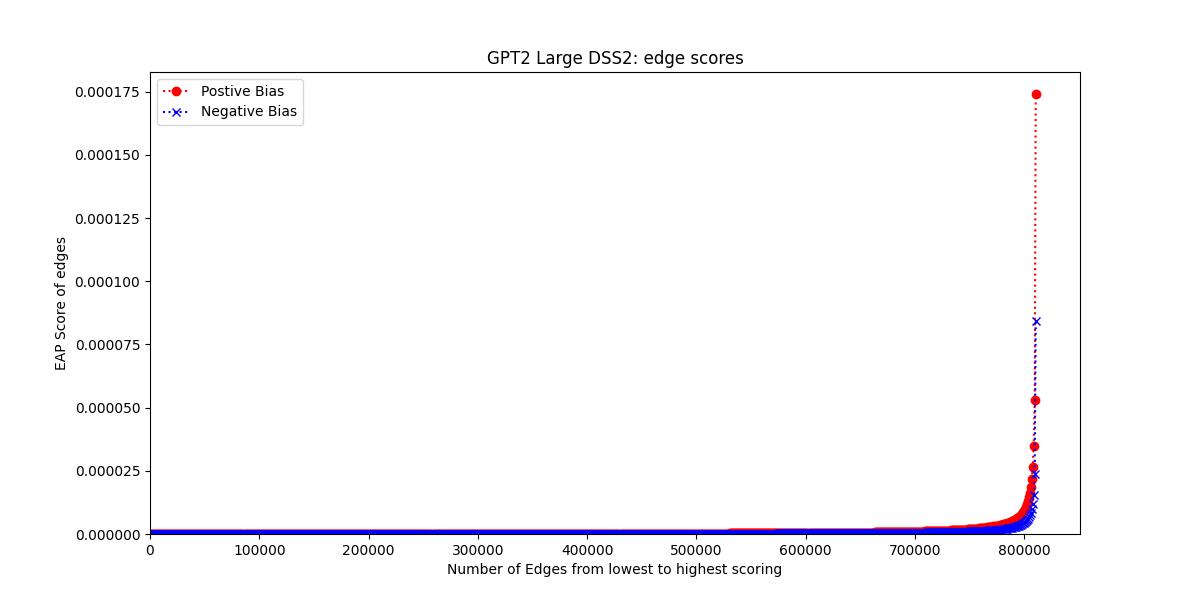 GPT2 Large DSS2: edge scores
Postive Bias
Negative Bias
0.000175
0.000150
0.000125
0.000100
0.000075
0.000050
0.000025
0.000000
EAP Score of edges
0 100000 200000 300000 400000 500000 600000 700000 800000
Number of Edges from lowest to highest scoring